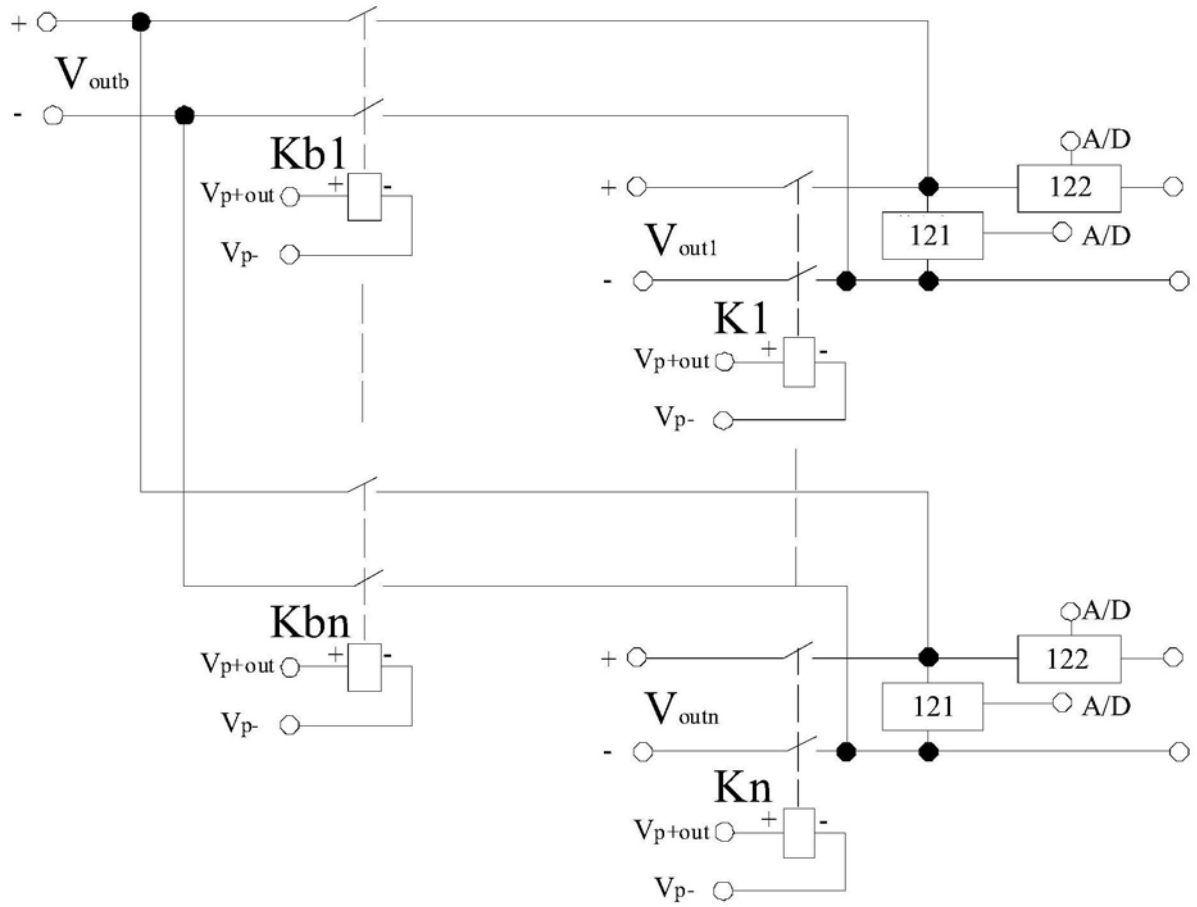 +
V outb
-
Kb1
Vp+out + -
Vp-
A/D
+ 122
Vout1 121 A/D
-
K1
Vp+out + -
Vp-
Kbn
Vp+out + -
Vp-
A/D
+ 122
Voutn 121 A/D
-
Kn
Vp+out + -
Vp-